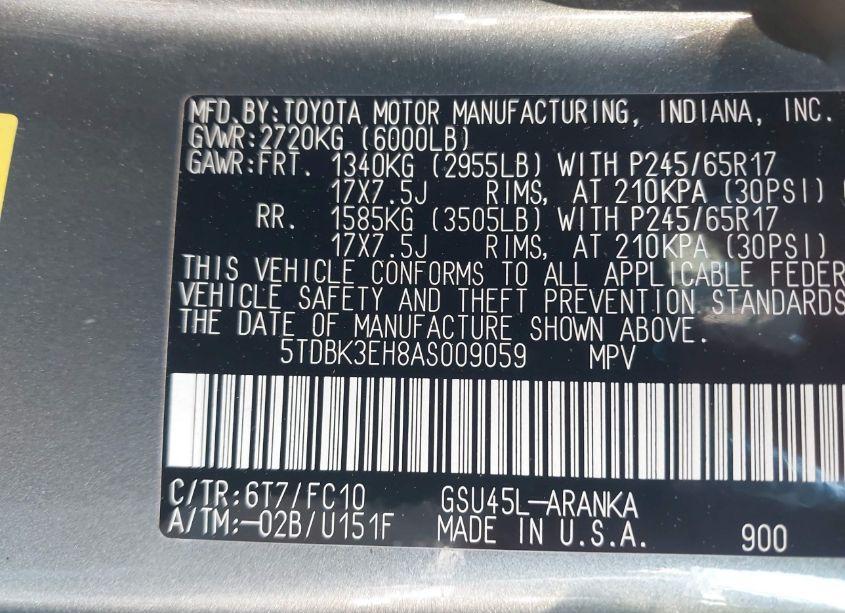 MFD.BY:TOYOTA MOTOR MANUFACTURING, INDIANA, INC.
GVWR:2720KG (6000LB)
GAWR:FRT. 1340KG (2955LB) WITH P245/65R17
17X7.5J RIMS, AT 210KPA (30PSI)
RR. 1585KG (3505LB) WITH P245/65R17
17X7.5J RIMS, AT 210KPA (30PSI)
THIS VEHICLE CONFORMS TO ALL APPLICABLE FEDER
VEHICLE SAFETY AND THEFT PREVENTION STANDARDS
THE DATE OF MANUFACTURE SHOWN ABOVE.
5TDBK3EH8AS009059 MPV
C/TR:6T7/FC10 GSU45L-ARANKA
A/TM:-02B/U151F MADE IN U.S.A. 900